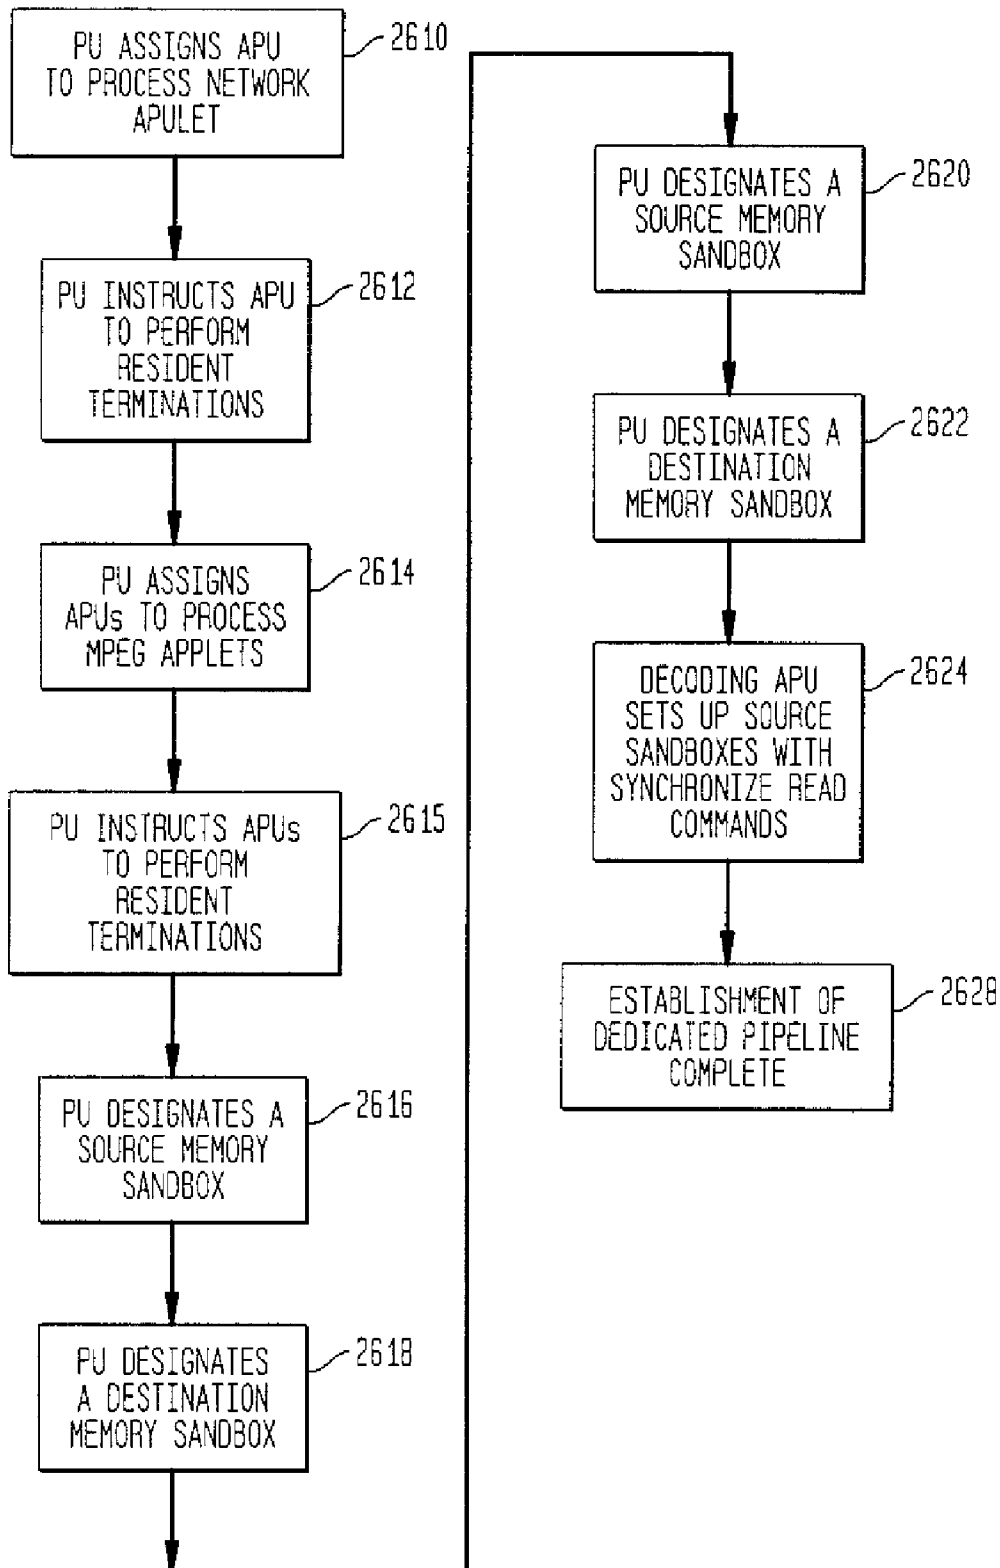 PU ASSIGNS APU
TO PROCESS NETWORK
APULET
2610
PU INSTRUCTS APU
TO PERFORM
RESIDENT
TERMINATIONS
2612
PU ASSIGNS
APUs TO PROCESS
MPEG APPLETS
2614
PU INSTRUCTS APUs
TO PERFORM
RESIDENT
TERMINATIONS
2615
PU DESIGNATES A
SOURCE MEMORY
SANDBOX
2616
PU DESIGNATES
A DESTINATION
MEMORY SANDBOX
2618
PU DESIGNATES A
SOURCE MEMORY
SANDBOX
2620
PU DESIGNATES A
DESTINATION
MEMORY SANDBOX
2622
DECODING APU
SETS UP SOURCE
SANDBOXES WITH
SYNCHRONIZE READ
COMMANDS
2624
ESTABLISHMENT OF
DEDICATED PIPELINE
COMPLETE
2628